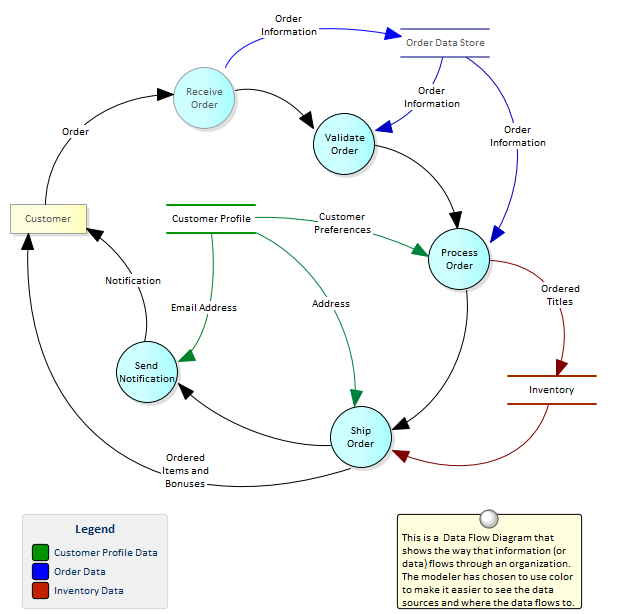 Order
Information
Order Data Store
Receive
Order
Order
Information
Order
Validate
Order
Order
Information
Customer
Customer Profile
Customer
Preferences
Process
Order
Notification
Email Address
Address
Ordered
Titles
Send
Notification
Inventory
Ship
Order
Ordered
Items and
Bonuses
Legend
Customer Profile Data
Order Data
Inventory Data
This is a Data Flow Diagram that
shows the way that information (or
data) flows through an organization.
The modeler has chosen to use color
to make it easier to see the data
sources and where the data flows to.